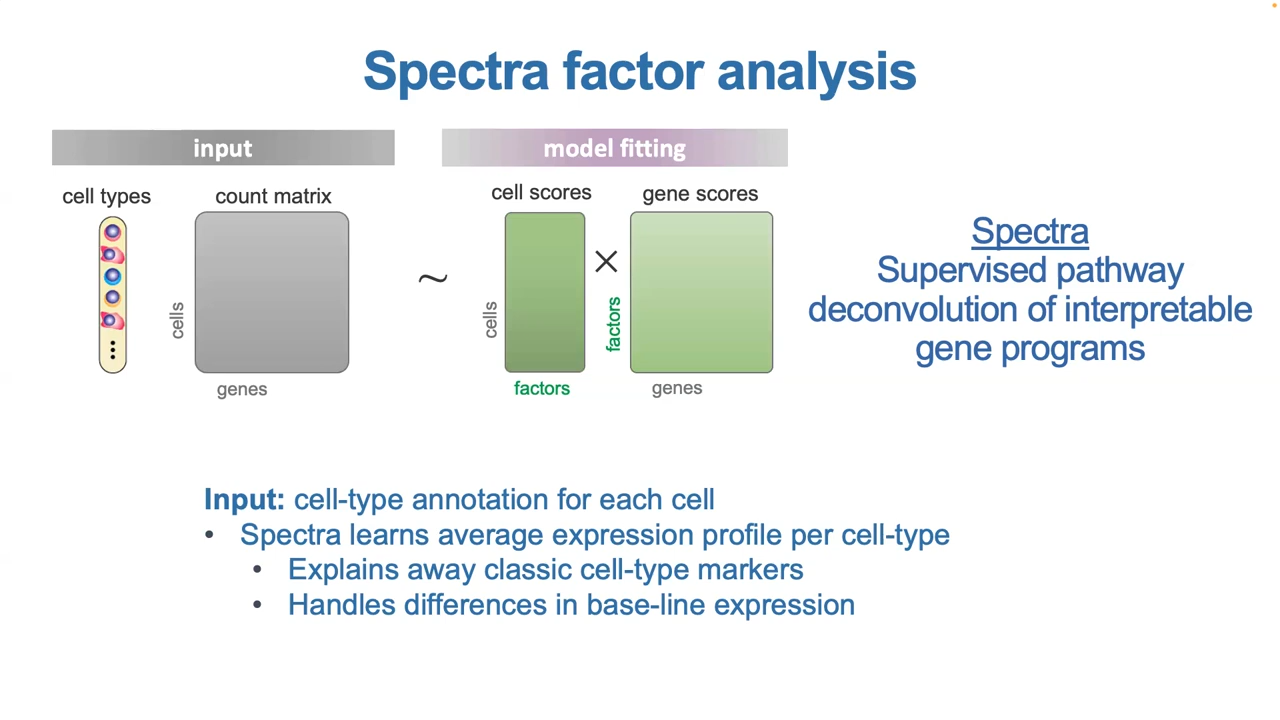 Spectra factor analysis
input
model fitting
cell types
count matrix
cell scores
gene scores
cells
genes
~
cells
factors
×
factors
genes
Spectra
Supervised pathway
deconvolution of interpretable
gene programs
Input: cell-type annotation for each cell
• Spectra learns average expression profile per cell-type
• Explains away classic cell-type markers
• Handles differences in base-line expression